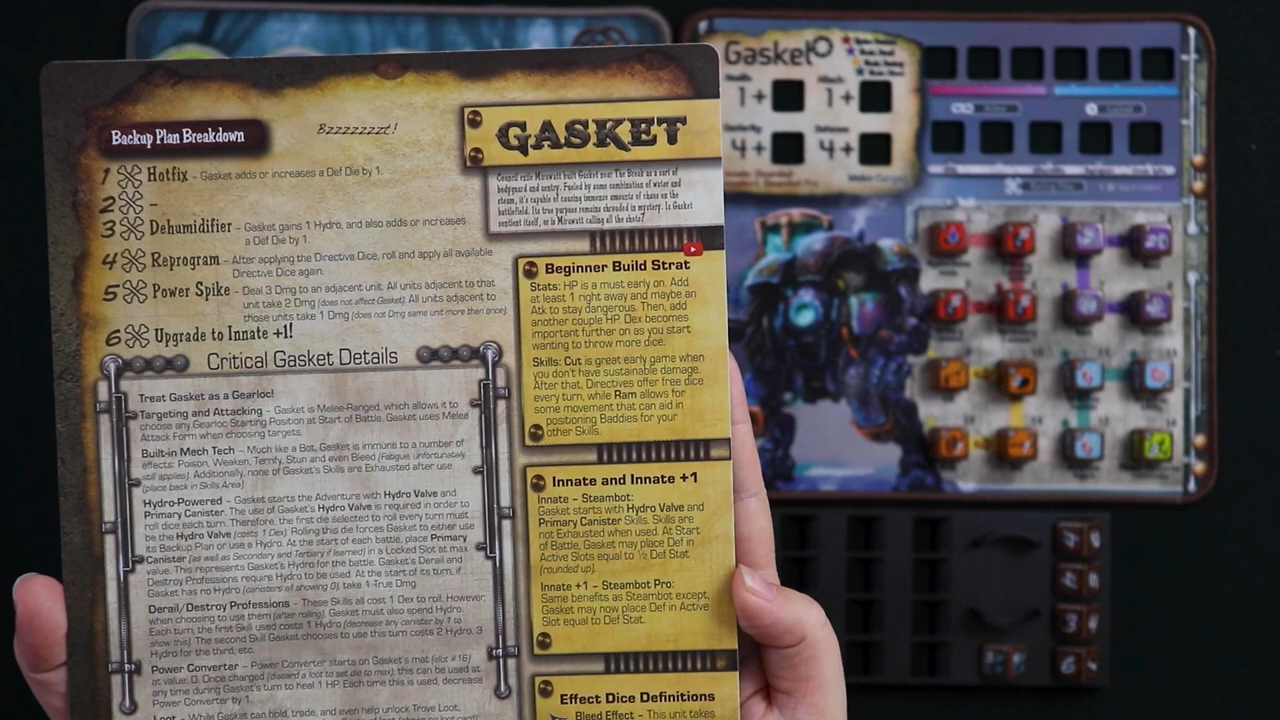 Backup Plan Breakdown
Bzzzzzzzt!
GASKET
Council exile Mirawatt built Gasket near The Break as a sort of
bodyguard and sentry. Fueled by some combination of water and
steam, it's capable of causing immense amounts of chaos on the
battlefield. Its true purpose remains shrouded in mystery. Is Gasket
sentient itself, or is Mirawatt calling all the shots?
1 Hotfix - Gasket adds or increases a Def Die by 1.
2 -
3 Dehumidifier - Gasket gains 1 Hydro, and also adds or increases
a Def Die by 1.
4 Reprogram - After applying the Directive Dice, roll and apply all available
Directive Dice again.
5 Power Spike - Deal 3 Dmg to an adjacent unit. All units adjacent to that
unit take 2 Dmg (does not affect Gasket). All units adjacent to
those units take 1 Dmg (does not Dmg same unit more than once).
6 Upgrade to Innate +1!
Critical Gasket Details
Treat Gasket as a Gearloc!
Targeting and Attacking - Gasket is Melee-Ranged, which allows it to
choose any Gearloc Starting Position at Start of Battle. Gasket uses Melee
Attack Form when choosing targets.
Built-in Mech Tech - Much like a Bot, Gasket is immune to a number of
effects: Poison, Weaken, Terrify, Stun and even Bleed (Fatigue, unfortunately,
still applies). Additionally, none of Gasket's Skills are Exhausted after use
(place back in Skills Area).
Hydro-Powered - Gasket starts the Adventure with Hydro Valve and
Primary Canister. The use of Gasket's Hydro Valve is required in order to
roll dice each turn. Therefore, the first die selected to roll every turn must
be the Hydro Valve (costs 1 Dex). Rolling this die forces Gasket to either use
its Backup Plan or use a Hydro. At the start of each battle, place Primary
Canister (as well as Secondary and Tertiary if learned) in a Locked Slot at max
value. This represents Gasket's Hydro for the battle. Gasket's Derail and
Destroy Professions require Hydro to be used. At the start of its turn, if
Gasket has no Hydro (canisters all showing 0), take 1 True Dmg.
Derail/Destroy Professions - These Skills all cost 1 Dex to roll. However,
when choosing to use them (after rolling), Gasket must also spend Hydro.
Each turn, the first Skill used costs 1 Hydro (decrease any canister by 1 to
show this). The second Skill Gasket chooses to use this turn costs 2 Hydro, 3
Hydro for the third, etc.
Power Converter - Power Converter starts on Gasket's mat (slot #16)
at value: 0. Once charged (discard a loot to set die to max), this can be used at
any time during Gasket's turn to heal 1 HP. Each time this is used, decrease
Power Converter by 1.
Loot - While Gasket can hold, trade, and even help unlock Trove Loot,
Beginner Build Strat
Stats: HP is a must early on. Add
at least 1 right away and maybe an
Atk to stay dangerous. Then, add
another couple HP. Dex becomes
important further on as you start
wanting to throw more dice.
Skills: Cut is great early game when
you don't have sustainable damage.
After that, Directives offer free dice
every turn, while Ram allows for
some movement that can aid in
positioning Baddies for your
other Skills.
Innate and Innate +1
Innate - Steambot:
Gasket starts with Hydro Valve and
Primary Canister Skills. Skills are
not Exhausted when used. At Start
of Battle, Gasket may place Def in
Active Slots equal to ½ Def Stat
(rounded up).
Innate +1 - Steambot Pro:
Same benefits as Steambot except,
Gasket may now place Def in Active
Slot equal to Def Stat.
Effect Dice Definitions
Bleed Effect - This unit takes
Gasket
Health
1+
Attack
1+
Dexterity
4+
Defense
4+